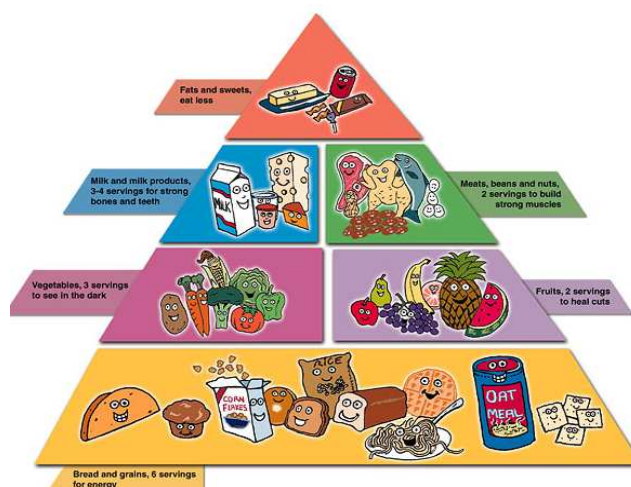 Fats and sweets,
eat less
Milk and milk products,
3-4 servings for strong
bones and teeth
MILK
Meats, beans and nuts,
2 servings to build
strong muscles
Vegetables, 3 servings
to see in the dark
Fruits, 2 servings
to heal cuts
CORN
FLAKES
RICE
OAT
MEAL
Bread and grains, 6 servings
for energy